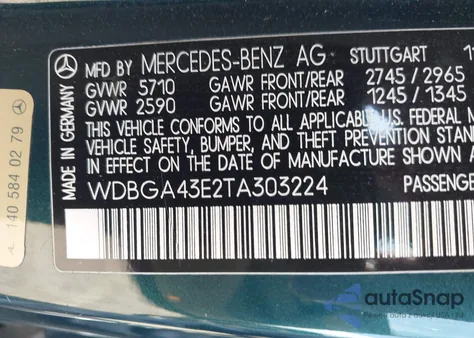 MFD BY MERCEDES-BENZ AG STUTTGART
GVWR 5710 GAWR FRONT/REAR 2745 / 2965
GVWR 2590 GAWR FRONT/REAR 1245 / 1345
THIS VEHICLE CONFORMS TO ALL APPLICABLE FEDERAL MOTOR
VEHICLE SAFETY, BUMPER, AND THEFT
IN EFFECT ON THE DATE OF MANUFACTURE SHOWN
WDBGA43E2TA303224 PASSENGE
MADE IN GERMANY
A 140 584 02 79
autoSnap